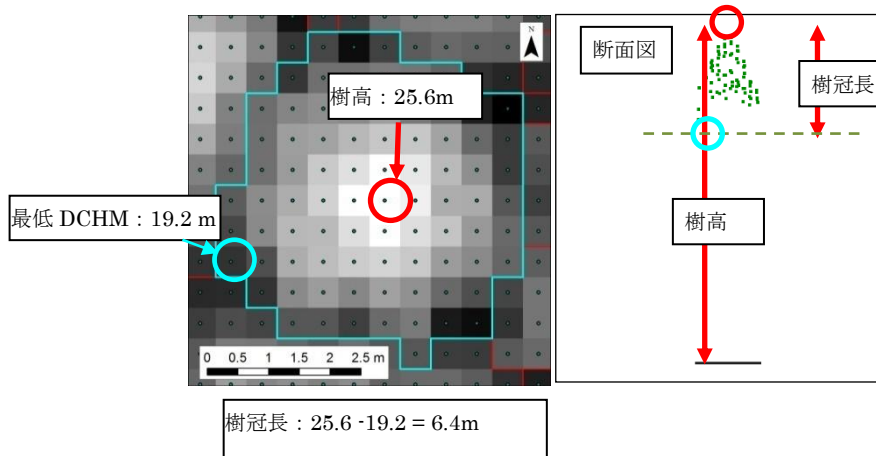 N
樹高：25.6m
最低 DCHM：19.2 m
0 0.5 1 1.5 2 2.5 m
樹冠長：25.6 -19.2 = 6.4m
断面図
樹冠長
樹高